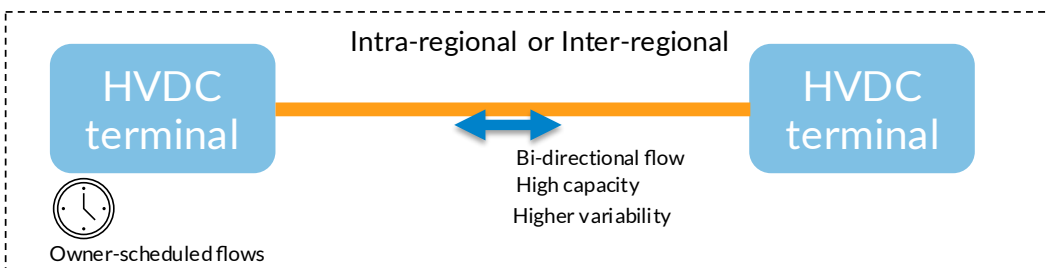 Intra-regional or Inter-regional
HVDC
terminal
HVDC
terminal
Bi-directional flow
High capacity
Higher variability
Owner-scheduled flows